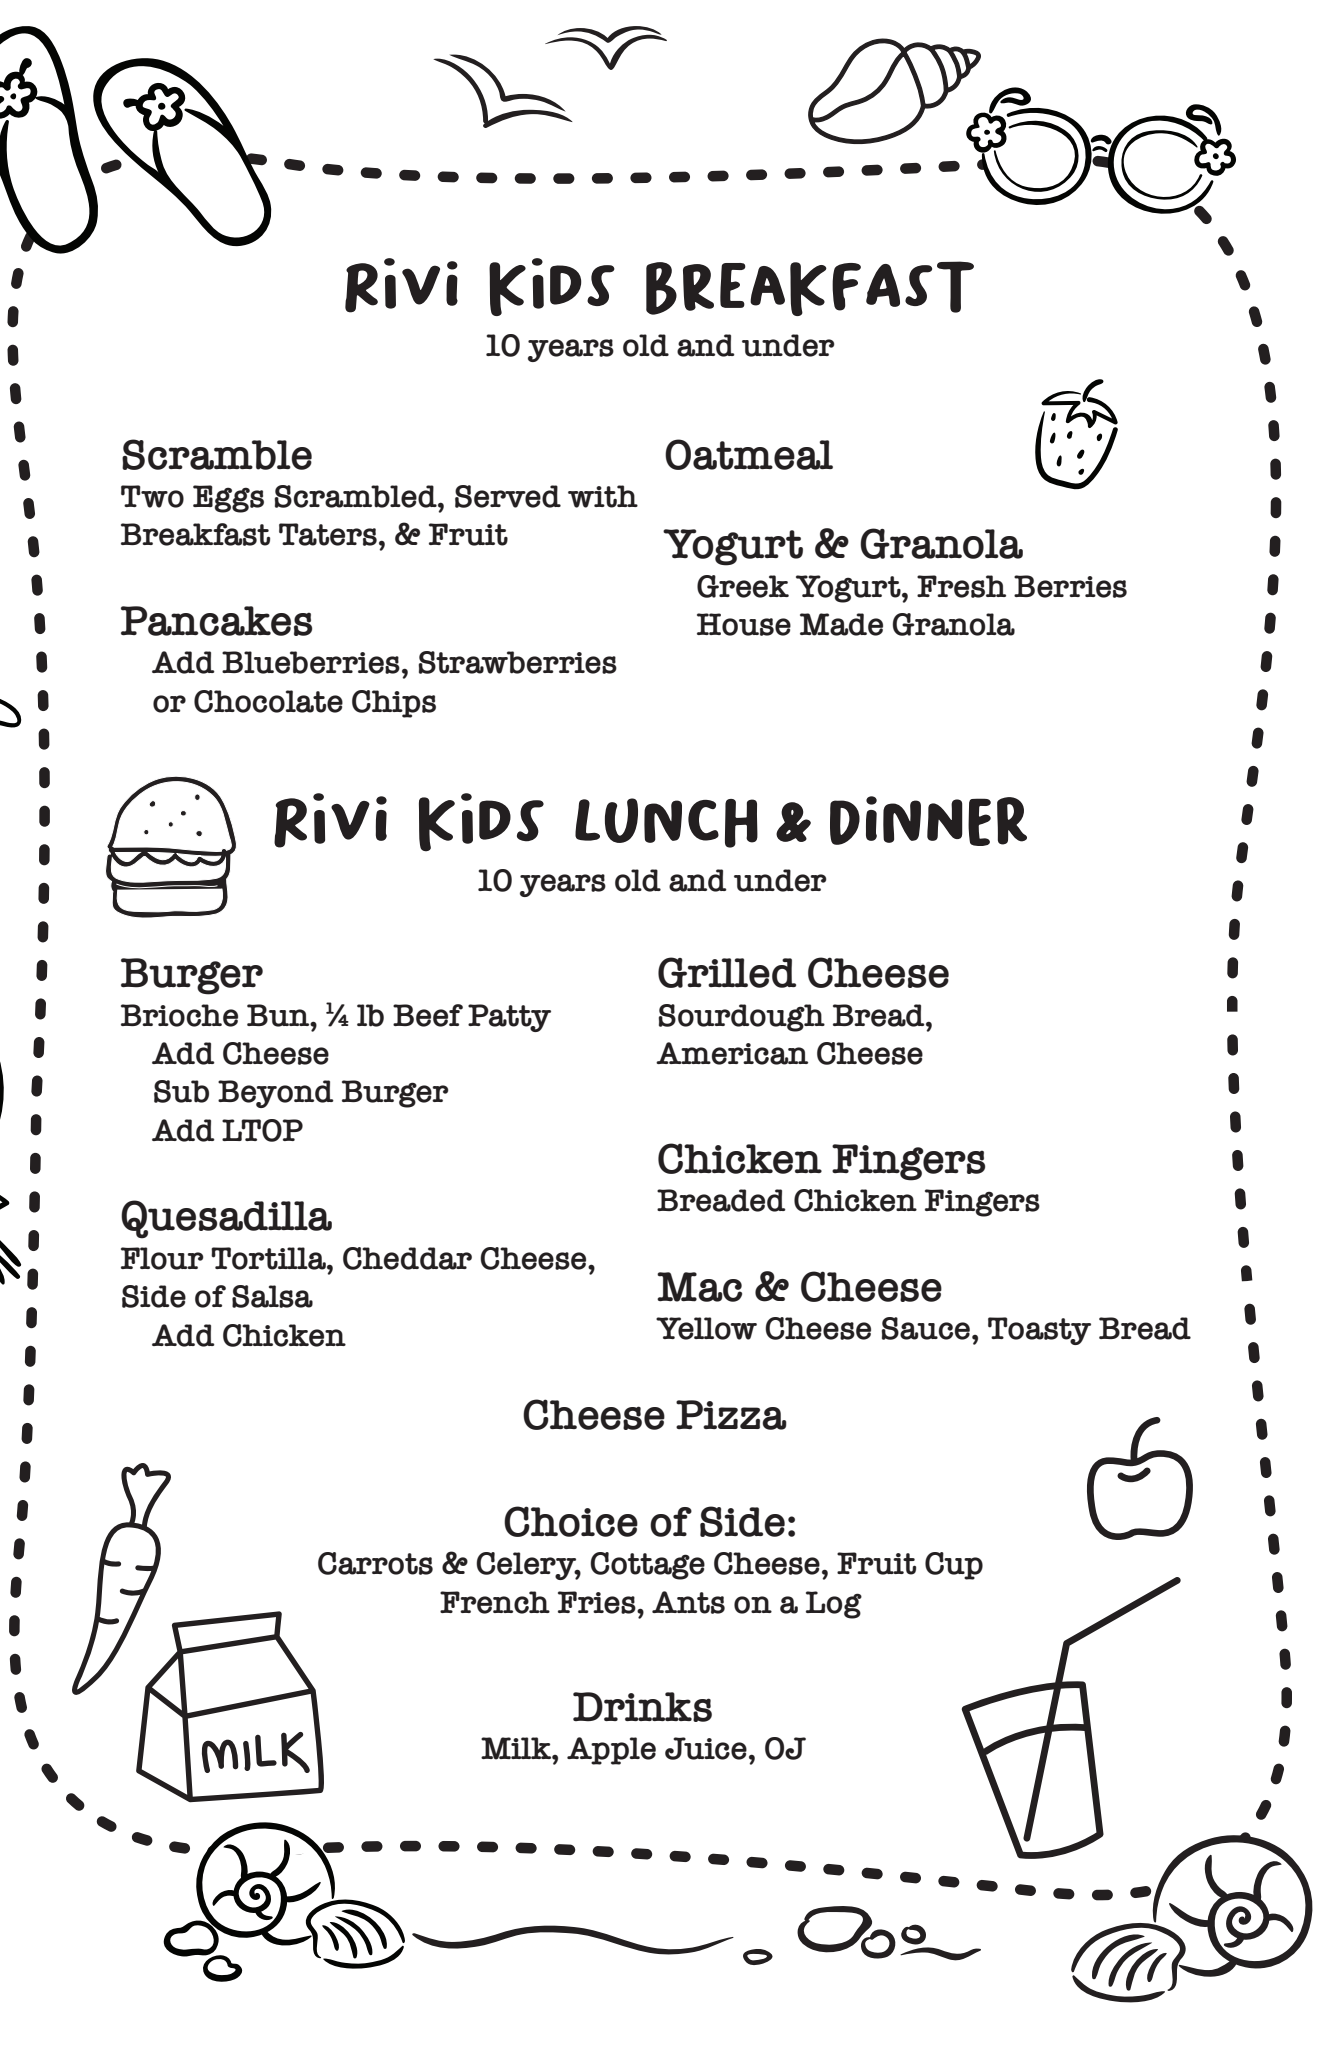 RiVi KiDS BREAKFAST
10 years old and under
Scramble
Two Eggs Scrambled, Served with
Breakfast Taters, & Fruit
Pancakes
Add Blueberries, Strawberries
or Chocolate Chips
Oatmeal
Yogurt & Granola
Greek Yogurt, Fresh Berries
House Made Granola
RiVi KiDS LUNCH & DiNNER
10 years old and under
Burger
Brioche Bun, ¼ lb Beef Patty
Add Cheese
Sub Beyond Burger
Add LTOP
Quesadilla
Flour Tortilla, Cheddar Cheese,
Side of Salsa
Add Chicken
Grilled Cheese
Sourdough Bread,
American Cheese
Chicken Fingers
Breaded Chicken Fingers
Mac & Cheese
Yellow Cheese Sauce, Toasty Bread
Cheese Pizza
Choice of Side:
Carrots & Celery, Cottage Cheese, Fruit Cup
French Fries, Ants on a Log
Drinks
Milk, Apple Juice, OJ
MILK